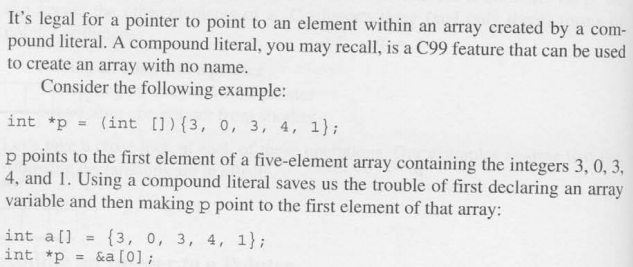 It's legal for a pointer to point to an element within an array created by a com-
pound literal. A compound literal, you may recall, is a C99 feature that can be used
to create an array with no name.
Consider the following example:
int *p = (int []){3, 0, 3, 4, 1};
p points to the first element of a five-element array containing the integers 3, 0, 3,
4, and 1. Using a compound literal saves us the trouble of first declaring an array
variable and then making p point to the first element of that array:
int a[] = {3, 0, 3, 4, 1};
int *p = &a[0];